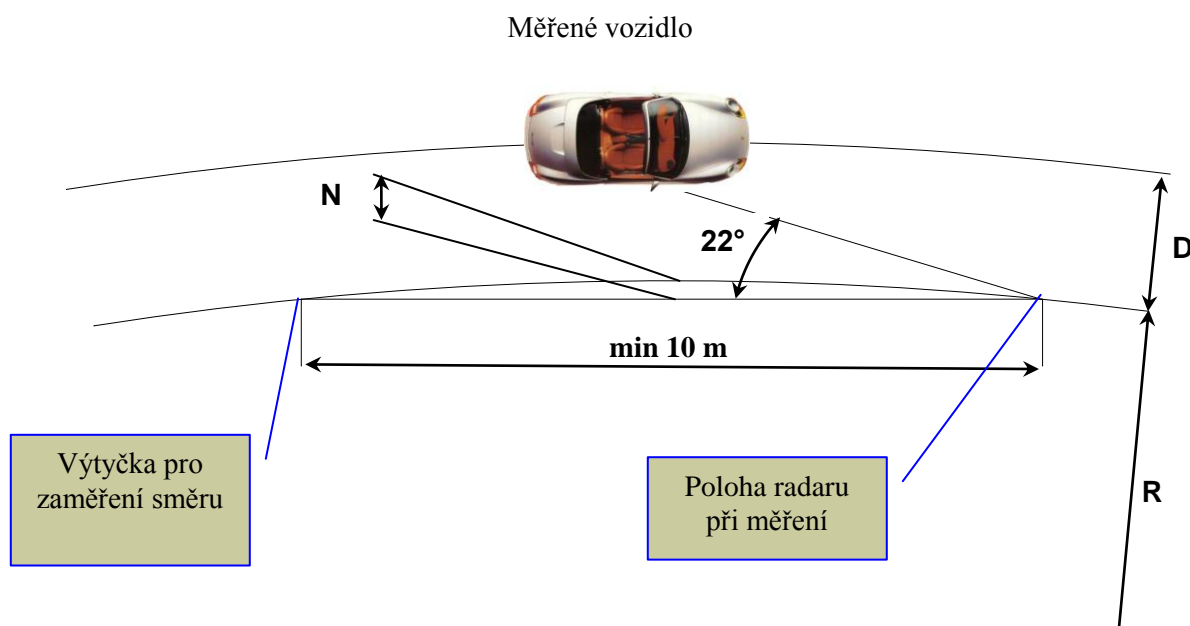 Měřené vozidlo
N
22°
D
min 10 m
Výtyčka pro
zaměření směru
Poloha radaru
při měření
R